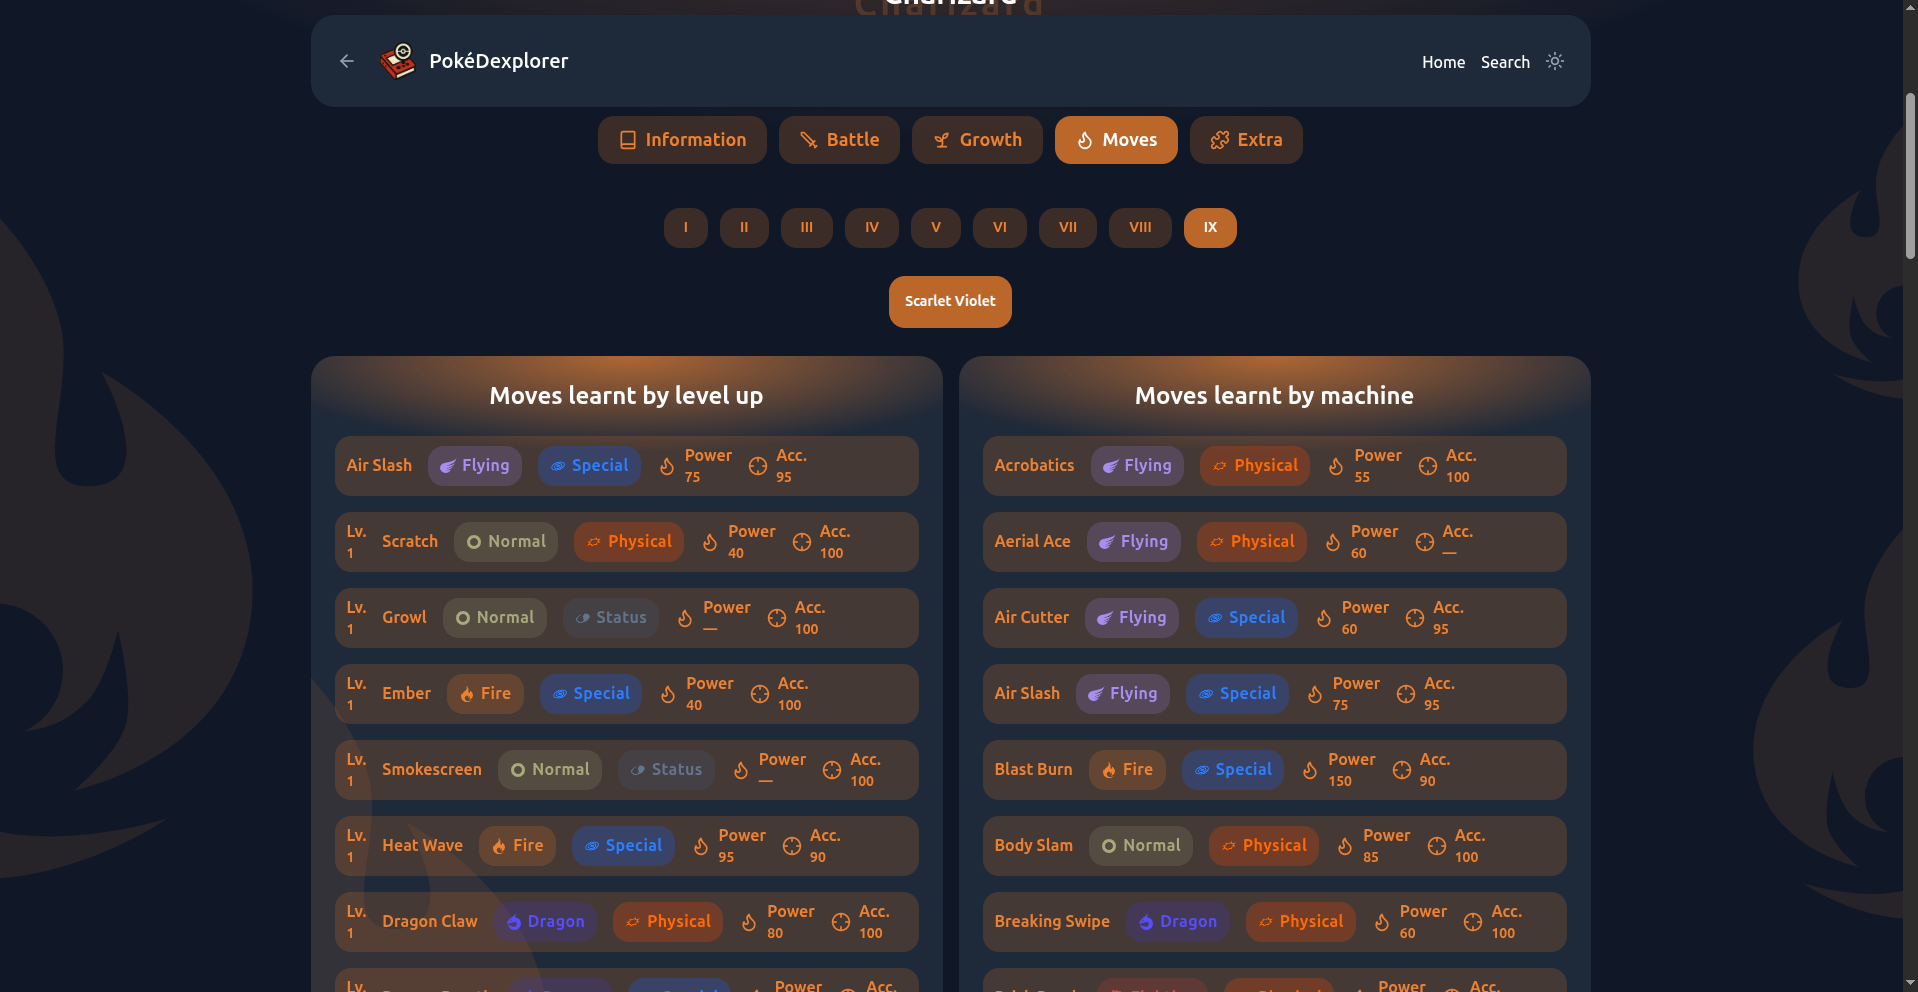 Charizard
PokéDexplorer
Home Search
Information Battle Growth Moves Extra
I II III IV V VI VII VIII IX
Scarlet Violet
Moves learnt by level up
Air Slash Flying Special Power 75 Acc. 95
Lv. 1 Scratch Normal Physical Power 40 Acc. 100
Lv. 1 Growl Normal Status Power — Acc. 100
Lv. 1 Ember Fire Special Power 40 Acc. 100
Lv. 1 Smokescreen Normal Status Power — Acc. 100
Lv. 1 Heat Wave Fire Special Power 95 Acc. 90
Lv. 1 Dragon Claw Dragon Physical Power 80 Acc. 100
Lv. Power Acc.
Moves learnt by machine
Acrobatics Flying Physical Power 55 Acc. 100
Aerial Ace Flying Physical Power 60 Acc. —
Air Cutter Flying Special Power 60 Acc. 95
Air Slash Flying Special Power 75 Acc. 95
Blast Burn Fire Special Power 150 Acc. 90
Body Slam Normal Physical Power 85 Acc. 100
Breaking Swipe Dragon Physical Power 60 Acc. 100
Power Acc.